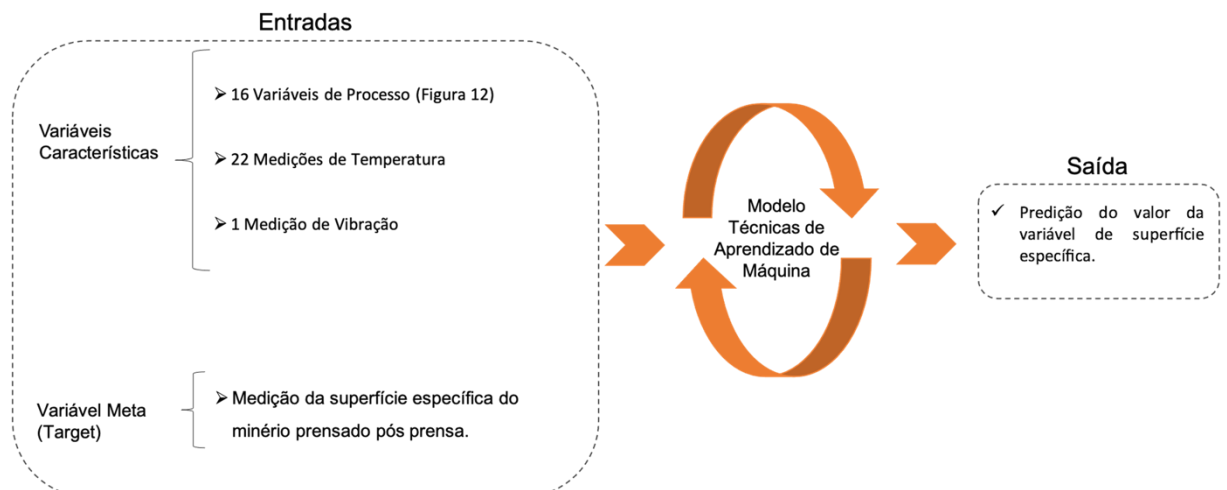 Entradas
Variáveis
Características
➢ 16 Variáveis de Processo (Figura 12)
➢ 22 Medições de Temperatura
➢ 1 Medição de Vibração
Variável Meta
(Target)
➢ Medição da superfície específica do
minério prensado pós prensa.
Modelo
Técnicas de
Aprendizado de
Máquina
Saída
✓ Predição do valor da
variável de superfície
específica.